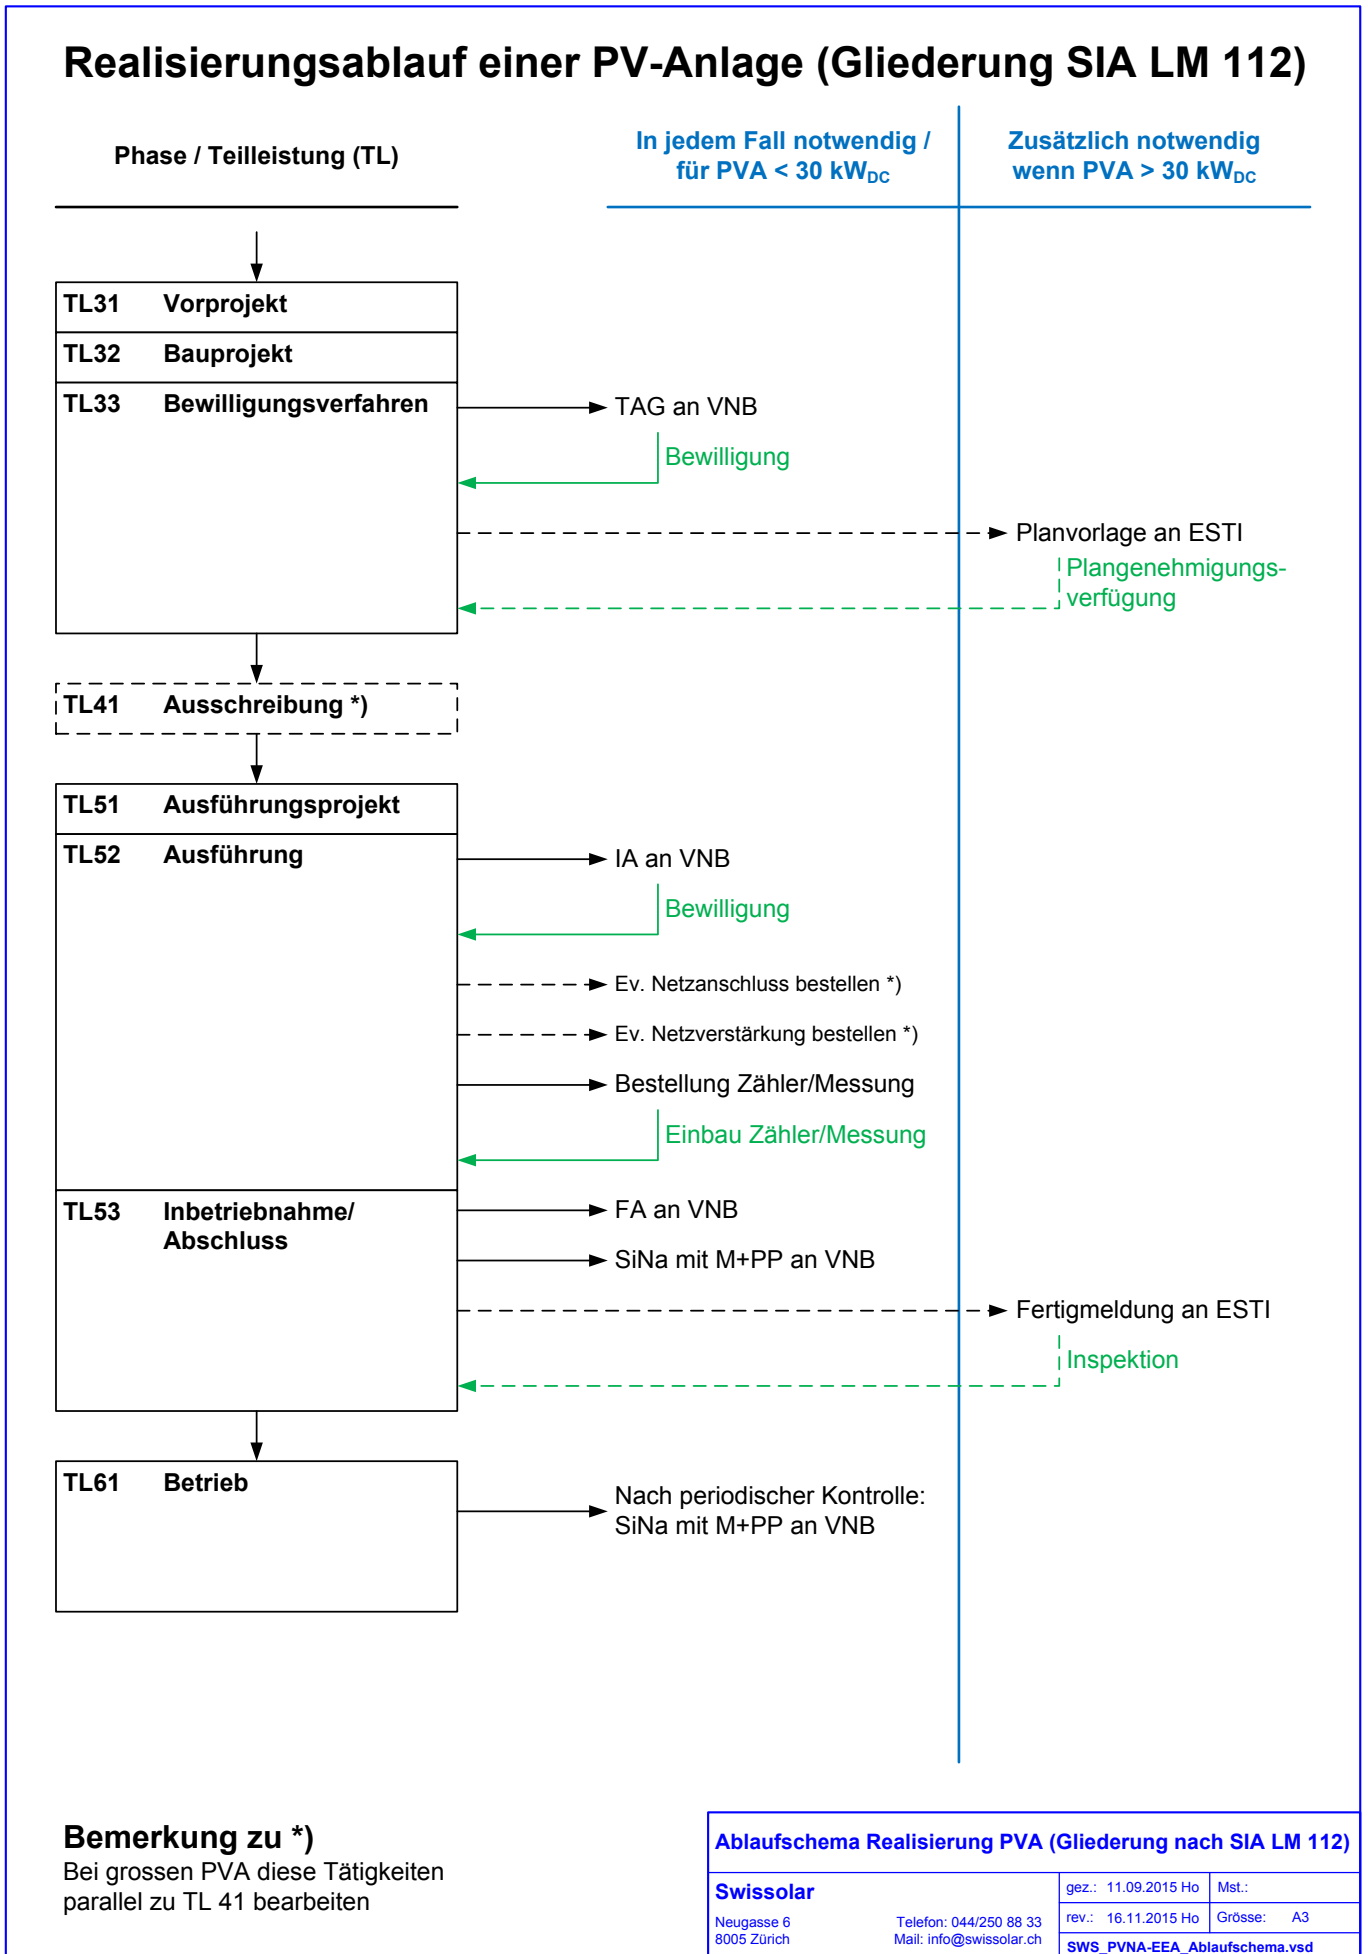 Realisierungsablauf einer PV-Anlage (Gliederung SIA LM 112)
Phase / Teilleistung (TL)
In jedem Fall notwendig /
für PVA < 30 kWDC
Zusätzlich notwendig
wenn PVA > 30 kWDC
TL31 Vorprojekt
TL32 Bauprojekt
TL33 Bewilligungsverfahren
TAG an VNB
Bewilligung
Planvorlage an ESTI
Plangenehmigungs-
verfügung
TL41 Ausschreibung *)
TL51 Ausführungsprojekt
TL52 Ausführung
IA an VNB
Bewilligung
Ev. Netzanschluss bestellen *)
Ev. Netzverstärkung bestellen *)
Bestellung Zähler/Messung
Einbau Zähler/Messung
TL53 Inbetriebnahme/
Abschluss
FA an VNB
SiNa mit M+PP an VNB
Fertigmeldung an ESTI
Inspektion
TL61 Betrieb
Nach periodischer Kontrolle:
SiNa mit M+PP an VNB
Bemerkung zu *)
Bei grossen PVA diese Tätigkeiten
parallel zu TL 41 bearbeiten
Ablaufschema Realisierung PVA (Gliederung nach SIA LM 112)
Swissolar
Neugasse 6
8005 Zürich
Telefon: 044/250 88 33
Mail: info@swissolar.ch
gez.: 11.09.2015 Ho
Mst.:
rev.: 16.11.2015 Ho
Grösse: A3
SWS_PVNA-EEA_Ablaufschema.vsd